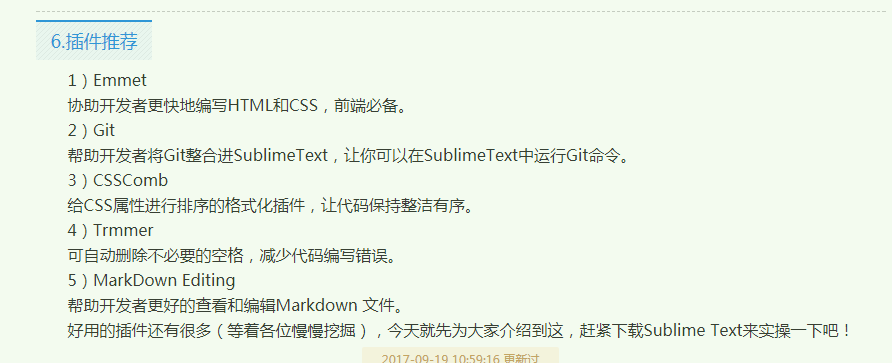 6.插件推荐
1）Emmet
协助开发者更快地编写HTML和CSS，前端必备。
2）Git
帮助开发者将Git整合进SublimeText，让你可以在SublimeText中运行Git命令。
3）CSSComb
给CSS属性进行排序的格式化插件，让代码保持整洁有序。
4）Trmmer
可自动删除不必要的空格，减少代码编写错误。
5）MarkDown Editing
帮助开发者更好的查看和编辑Markdown 文件。
好用的插件还有很多（等着各位慢慢挖掘），今天就先为大家介绍到这，赶紧下载Sublime Text来实操一下吧！
2017-09-19 10:59:16 更新过